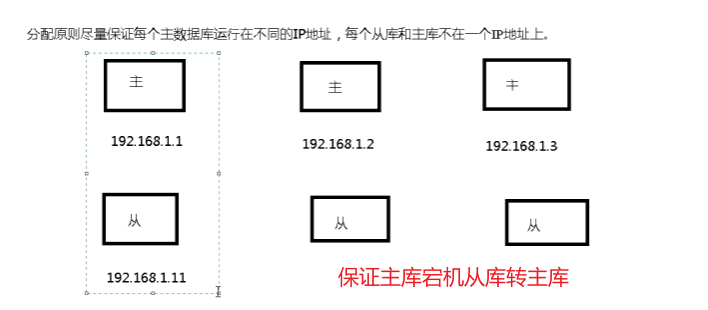 分配原则尽量保证每个主数据库运行在不同的IP地址，每个从库和主库不在一个IP地址上。
主 主 主
192.168.1.1 192.168.1.2 192.168.1.3
从 从 从
192.168.1.11
保证主库宕机从库转主库